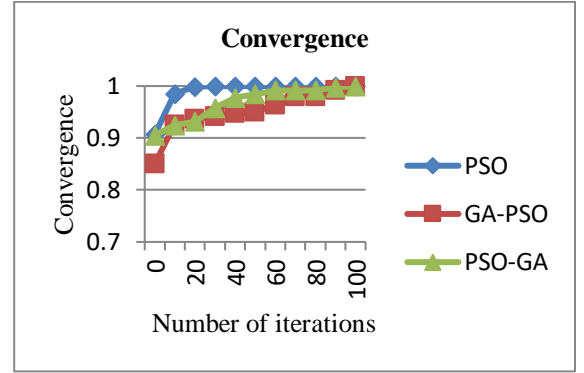 Convergence
Convergence
1
0.9
0.8
0.7
0
20
40
60
80
100
Number of iterations
PSO
GA-PSO
PSO-GA